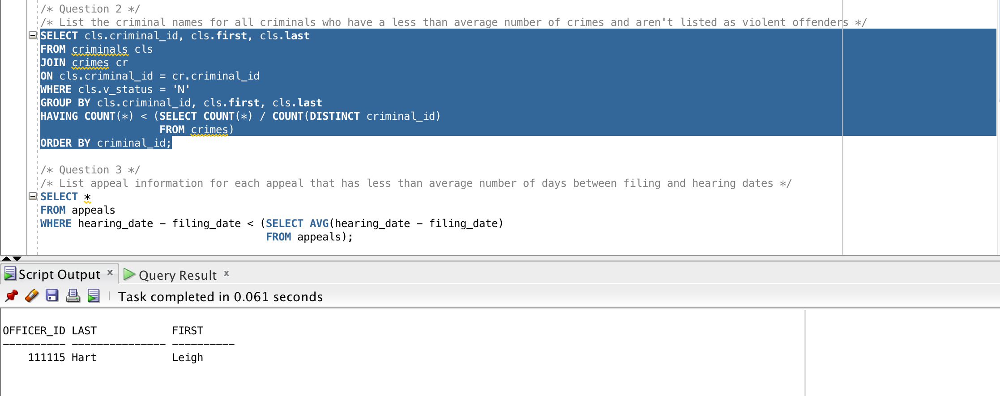 /* Question 2 */
/* List the criminal names for all criminals who have a less than average number of crimes and aren't listed as violent offenders */
SELECT cls.criminal_id, cls.first, cls.last
FROM criminals cls
JOIN crimes cr
ON cls.criminal_id = cr.criminal_id
WHERE cls.v_status = 'N'
GROUP BY cls.criminal_id, cls.first, cls.last
HAVING COUNT(*) < (SELECT COUNT(*) / COUNT(DISTINCT criminal_id)
FROM crimes)
ORDER BY criminal_id;
/* Question 3 */
/* List appeal information for each appeal that has less than average number of days between filing and hearing dates */
SELECT *
FROM appeals
WHERE hearing_date - filing_date < (SELECT AVG(hearing_date - filing_date)
FROM appeals);
Script Output x Query Result x
Task completed in 0.061 seconds
OFFICER_ID LAST FIRST
---------- --------------- ----------
111115 Hart Leigh